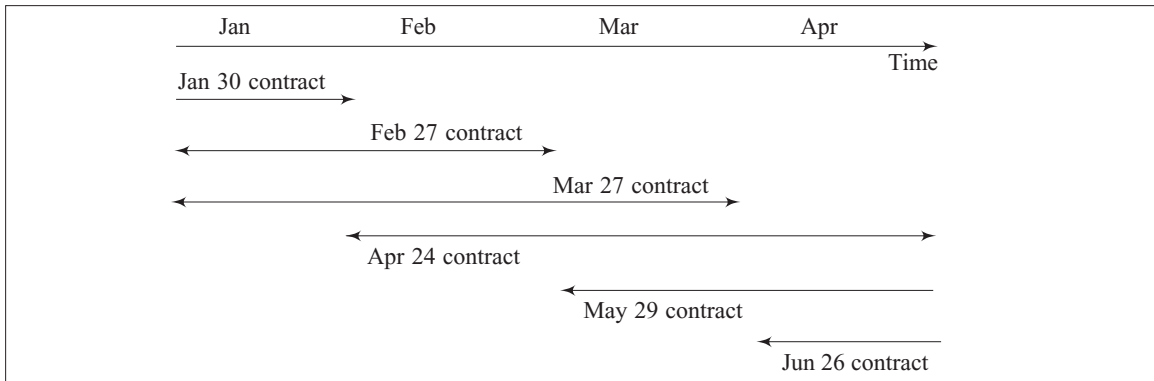 Jan Feb Mar Apr
Time
Jan 30 contract
Feb 27 contract
Mar 27 contract
Apr 24 contract
May 29 contract
Jun 26 contract